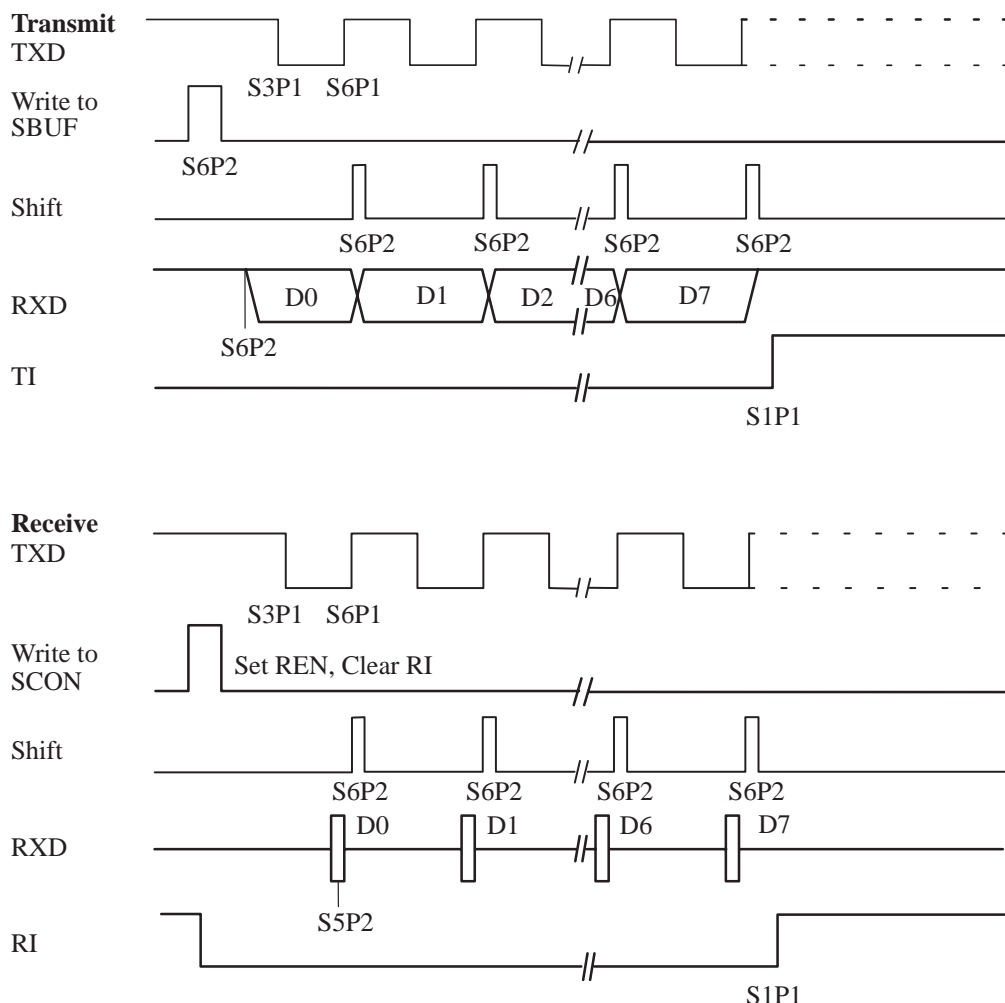 Transmit
TXD
S3P1 S6P1
Write to
SBUF
S6P2
Shift
S6P2 S6P2 S6P2 S6P2
RXD
D0 D1 D2 D6 D7
S6P2
TI
S1P1
Receive
TXD
S3P1 S6P1
Write to
SCON
Set REN, Clear RI
Shift
S6P2 S6P2 S6P2 S6P2
RXD
D0 D1 D6 D7
S5P2
RI
S1P1